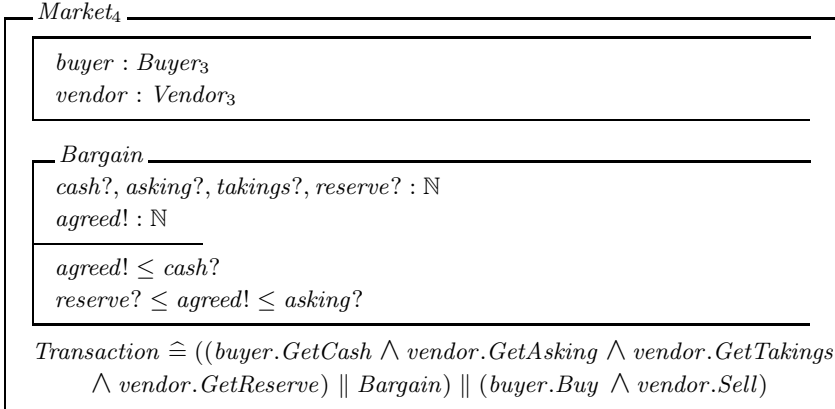 Market₄
buyer : Buyer₃
vendor : Vendor₃
Bargain
cash?, asking?, takings?, reserve? : ℕ
agreed! : ℕ
agreed! ≤ cash?
reserve? ≤ agreed! ≤ asking?
Transaction ≙ ((buyer.GetCash ∧ vendor.GetAsking ∧ vendor.GetTakings
∧ vendor.GetReserve) ∥ Bargain) ∥ (buyer.Buy ∧ vendor.Sell)